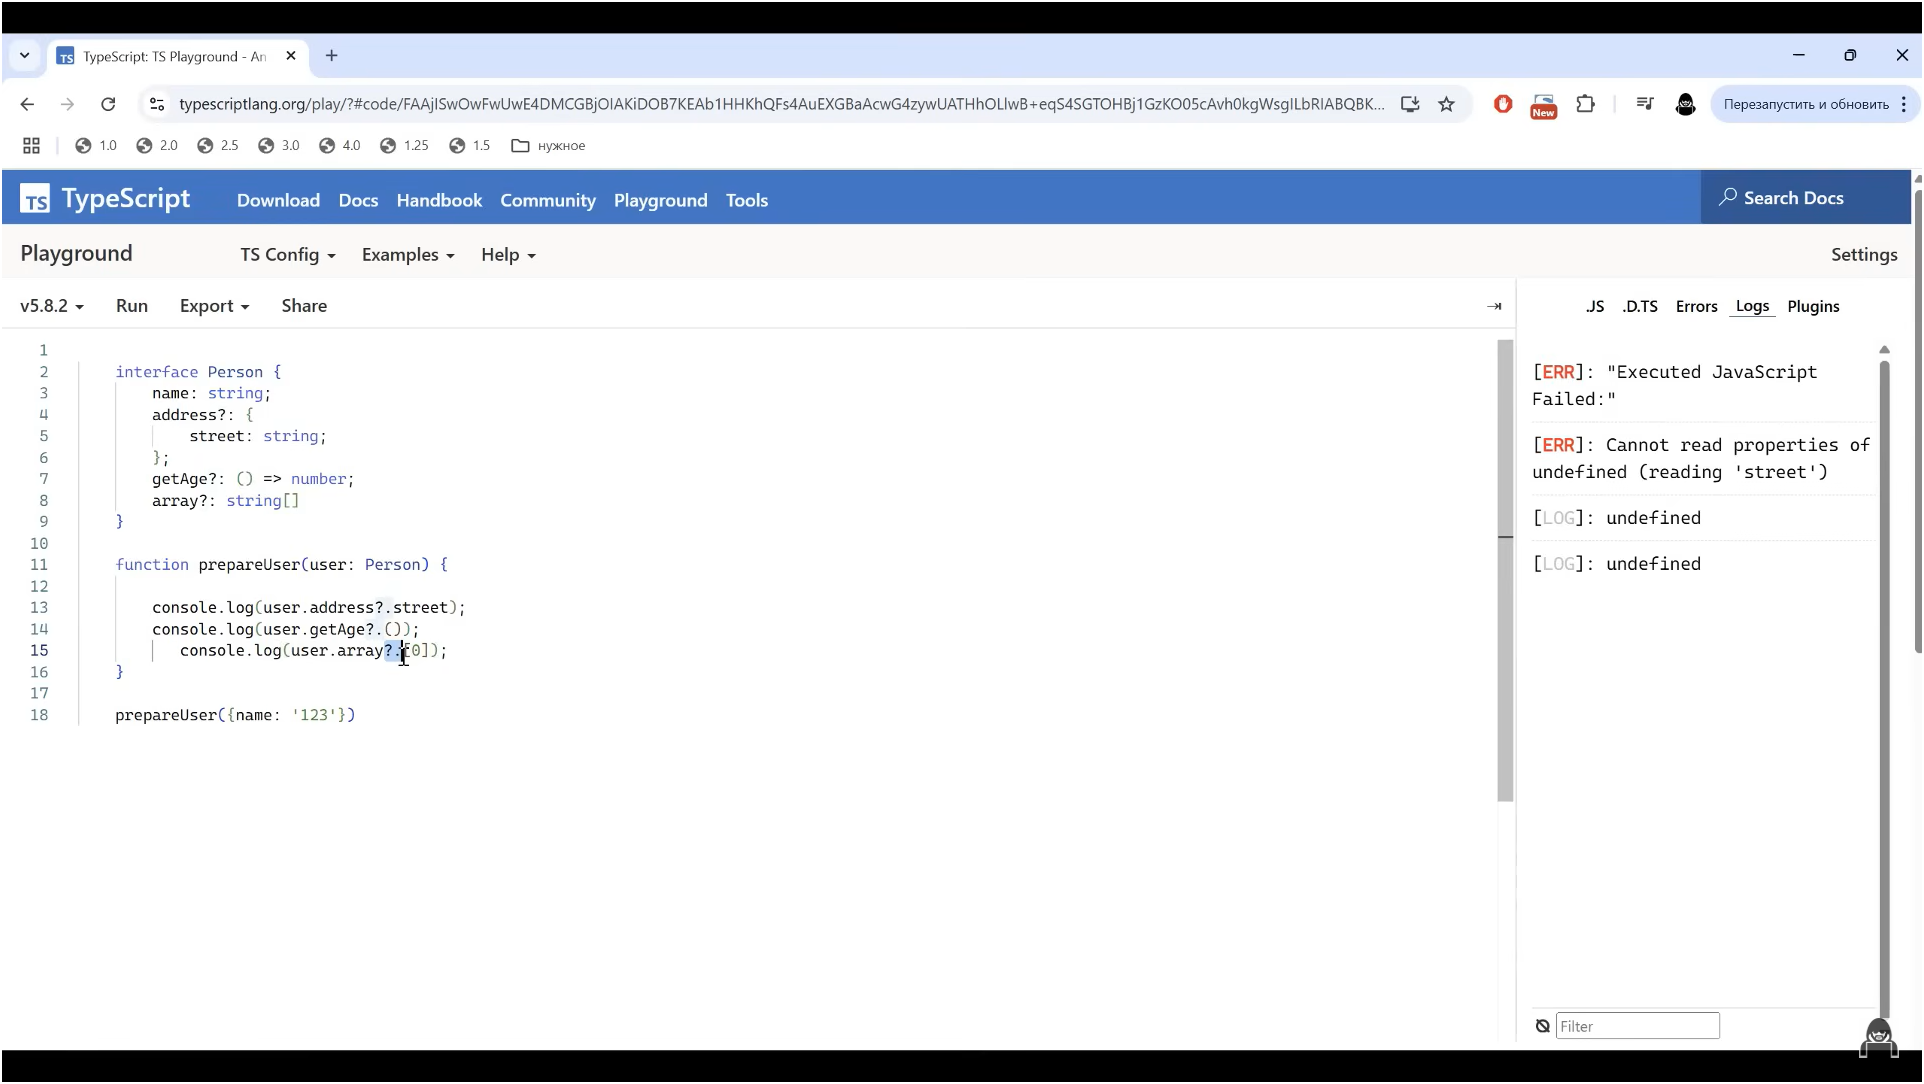 TypeScript: TS Playground - An
typescriptlang.org/play/?#code/FAAjISwOwFwUwE4DMCGBjOIAKiDOB7KEAb1HHKhQFs4AuEXGBaAcwG4zywUATHhOLlwB+eqS4SGTOHBj1GzKO05cAvh0kgWsgILbRIABQBK...
New
Перезапустить и обновить
1.0 2.0 2.5 3.0 4.0 1.25 1.5 нужное
TS TypeScript Download Docs Handbook Community Playground Tools Search Docs
Playground TS Config Examples Help Settings
v5.8.2 Run Export Share .JS .D.TS Errors Logs Plugins
1
2 interface Person {
3 name: string;
4 address?: {
5 street: string;
6 };
7 getAge?: () => number;
8 array?: string[]
9 }
10
11 function prepareUser(user: Person) {
12
13 console.log(user.address?.street);
14 console.log(user.getAge?.());
15 console.log(user.array?.[0]);
16 }
17
18 prepareUser({name: '123'})
[ERR]: "Executed JavaScript
Failed:"
[ERR]: Cannot read properties of
undefined (reading 'street')
[LOG]: undefined
[LOG]: undefined
Filter